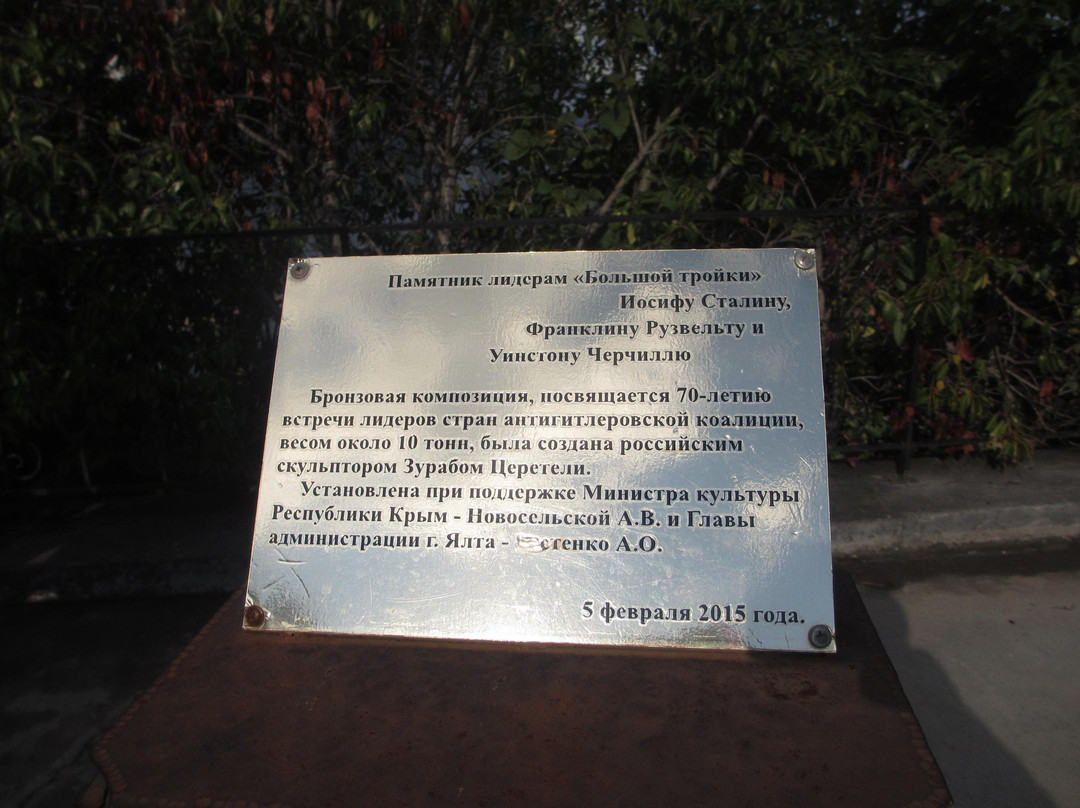 Памятник лидерам «Большой тройки»
Иосифу Сталину,
Франклину Рузвельту и
Уинстону Черчиллю
Бронзовая композиция, посвящается 70-летию
встречи лидеров стран антигитлеровской коалиции,
весом около 10 тонн, была создана российским
скульптором Зурабом Церетели.
Установлена при поддержке Министра культуры
Республики Крым - Новосельской А.В. и Главы
администрации г. Ялта - А.О.
5 февраля 2015 года.